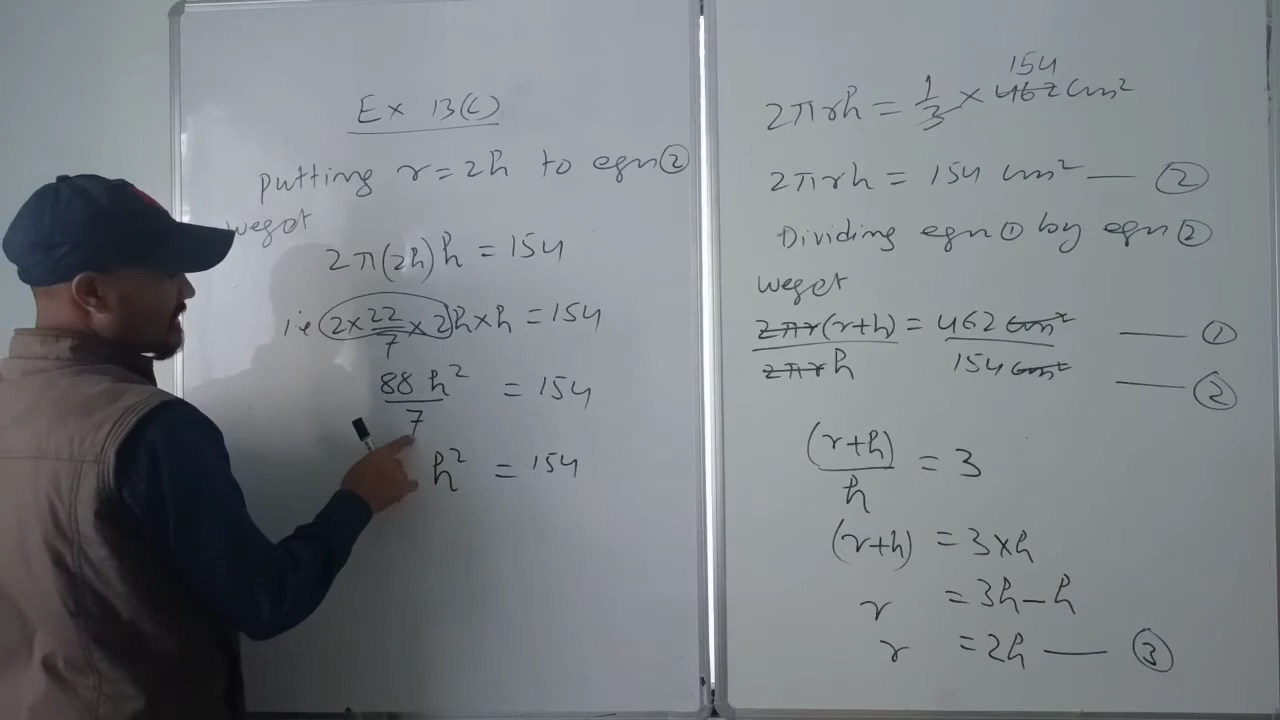 Ex 13(c)
putting r = 2h to eqn ②
we get
2π(2h)h = 154
i.e 2 × 22/7 × 2 h × h = 154
88 h² / 7 = 154
h² = 154
154
2πrh = 1/3 × 462 cm²
2πrh = 154 cm² — ②
Dividing eqn ① by eqn ②
we get
2πr(r+h) / 2πrh = 462 cm² / 154 cm² — ① — ②
(r+h) / h = 3
(r+h) = 3×h
r = 3h – h
r = 2h — ③